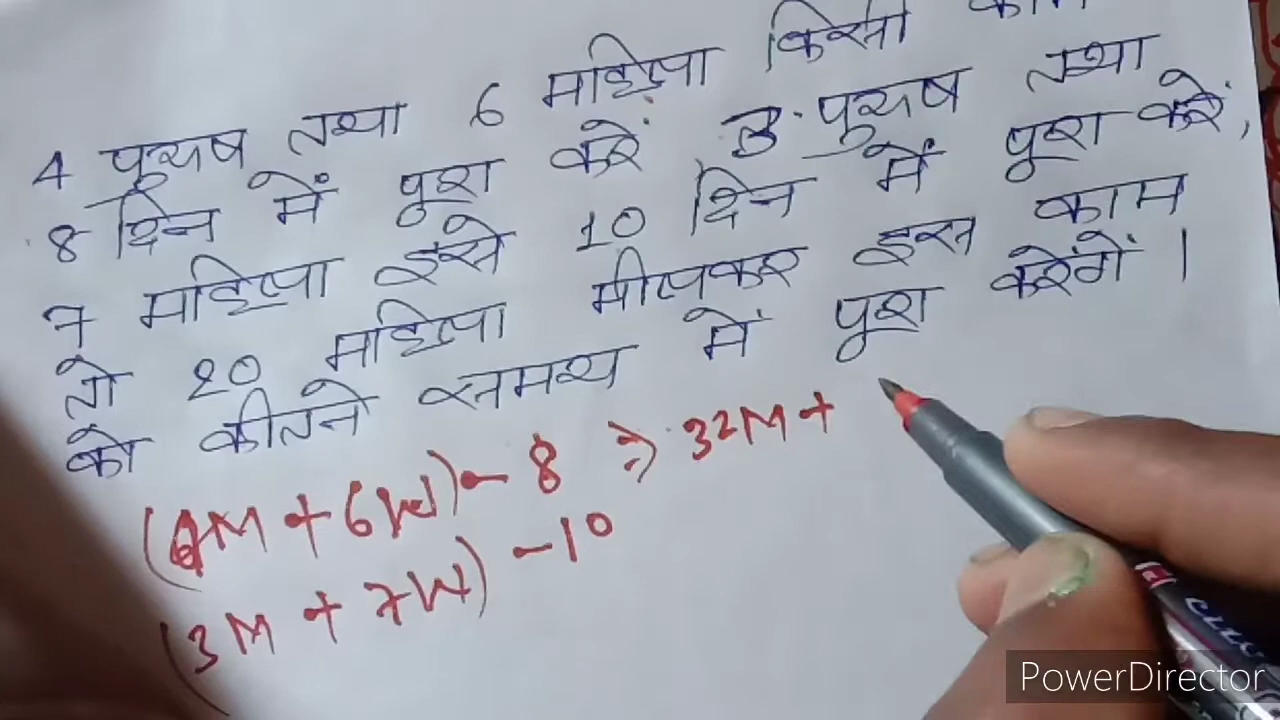 4 पुरुष तथा 6 महिला किसी काम
8 दिन में पूरा करें, 3 पुरुष तथा
7 महिला इसे 10 दिन में पूरा करें,
तो 20 महिला मीलकर इस काम
को कीतने समय में पूरा करेंगें ।
(4M + 6W) - 8 ⇒ 32M +
(3M + 7W) - 10
PowerDirector